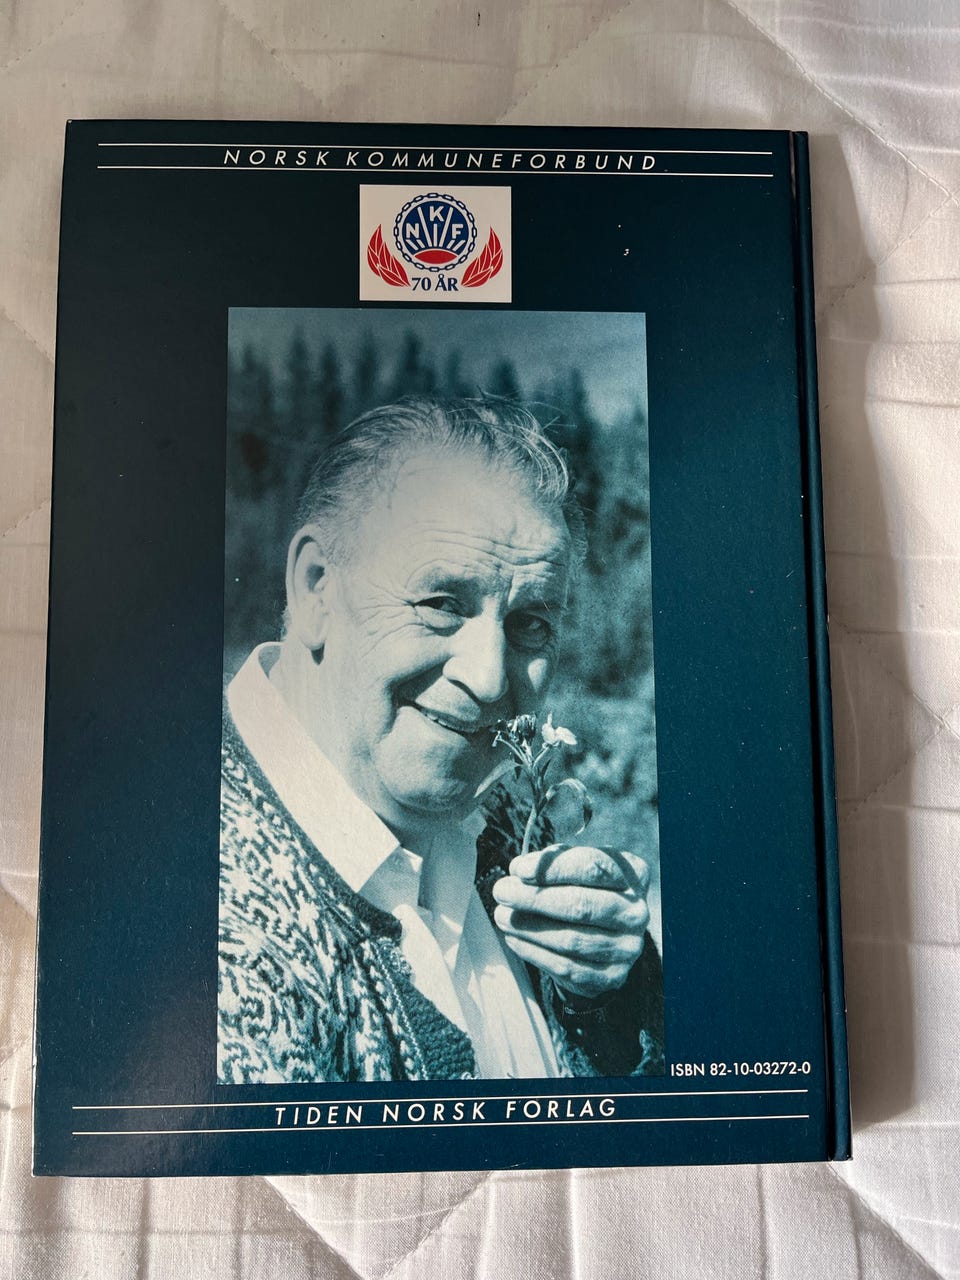 NORSK KOMMUNEFORBUND
NKF
70 ÅR
ISBN 82-10-03272-0
TIDEN NORSK FORLAG